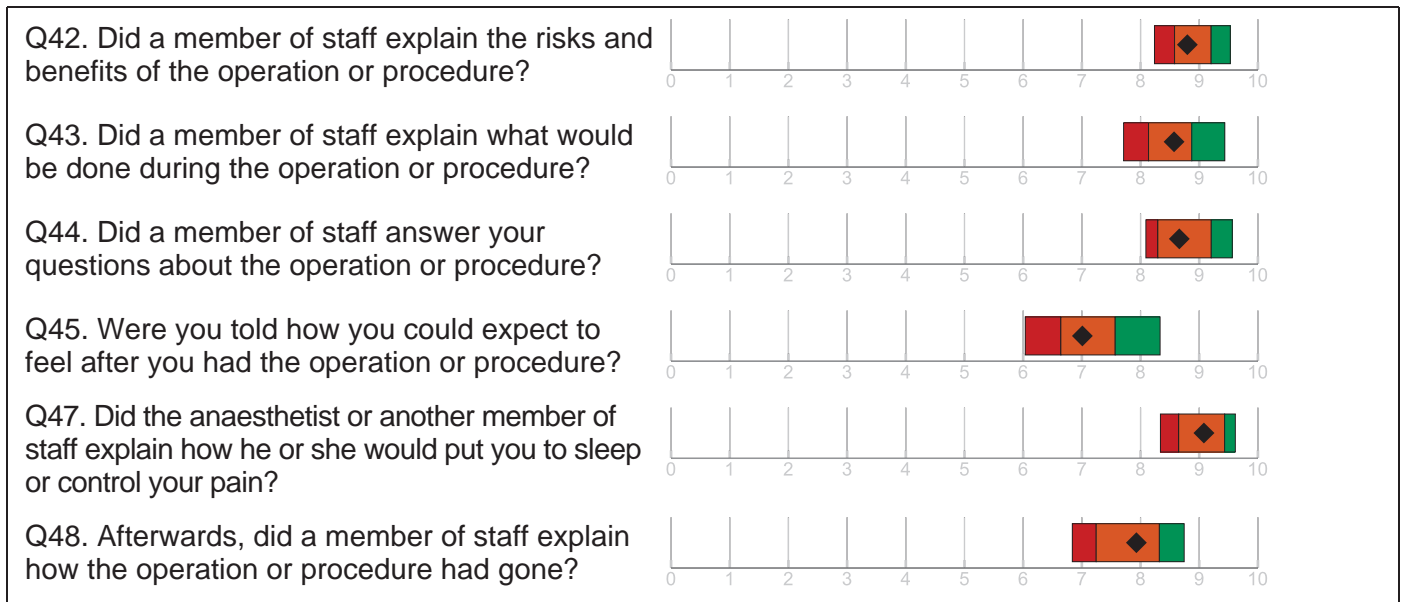 Q42. Did a member of staff explain the risks and
benefits of the operation or procedure?
0 1 2 3 4 5 6 7 8 9 10
Q43. Did a member of staff explain what would
be done during the operation or procedure?
0 1 2 3 4 5 6 7 8 9 10
Q44. Did a member of staff answer your
questions about the operation or procedure?
0 1 2 3 4 5 6 7 8 9 10
Q45. Were you told how you could expect to
feel after you had the operation or procedure?
0 1 2 3 4 5 6 7 8 9 10
Q47. Did the anaesthetist or another member of
staff explain how he or she would put you to sleep
or control your pain?
0 1 2 3 4 5 6 7 8 9 10
Q48. Afterwards, did a member of staff explain
how the operation or procedure had gone?
0 1 2 3 4 5 6 7 8 9 10